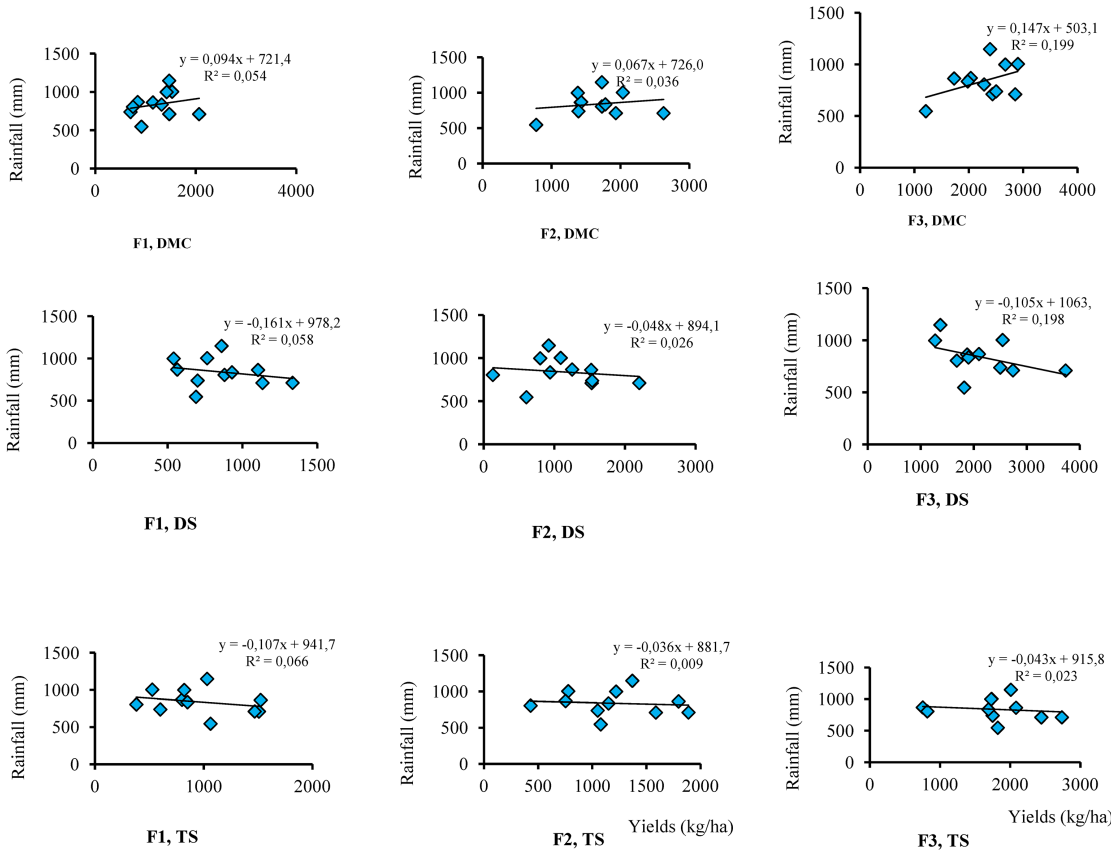 y = 0,094x + 721,4
R² = 0,054
Rainfall (mm)
1500
1000
500
0
0
2000
4000
F1, DMC
y = 0,067x + 726,0
R² = 0,036
Rainfall (mm)
1500
1000
500
0
0
1000
2000
3000
F2, DMC
y = 0,147x + 503,1
R² = 0,199
Rainfall (mm)
1500
1000
500
0
0
1000
2000
3000
4000
F3, DMC
y = -0,161x + 978,2
R² = 0,058
Rainfall (mm)
1500
1000
500
0
0
500
1000
1500
F1, DS
y = -0,048x + 894,1
R² = 0,026
Rainfall (mm)
1500
1000
500
0
0
1000
2000
3000
F2, DS
y = -0,105x + 1063,
R² = 0,198
Rainfall (mm)
1500
1000
500
0
0
1000
2000
3000
4000
F3, DS
y = -0,107x + 941,7
R² = 0,066
Rainfall (mm)
1500
1000
500
0
0
1000
2000
F1, TS
y = -0,036x + 881,7
R² = 0,009
Rainfall (mm)
1500
1000
500
0
0
500
1000
1500
2000
Yields (kg/ha)
F2, TS
y = -0,043x + 915,8
R² = 0,023
Rainfall (mm)
1500
1000
500
0
0
1000
2000
3000
Yields (kg/ha)
F3, TS